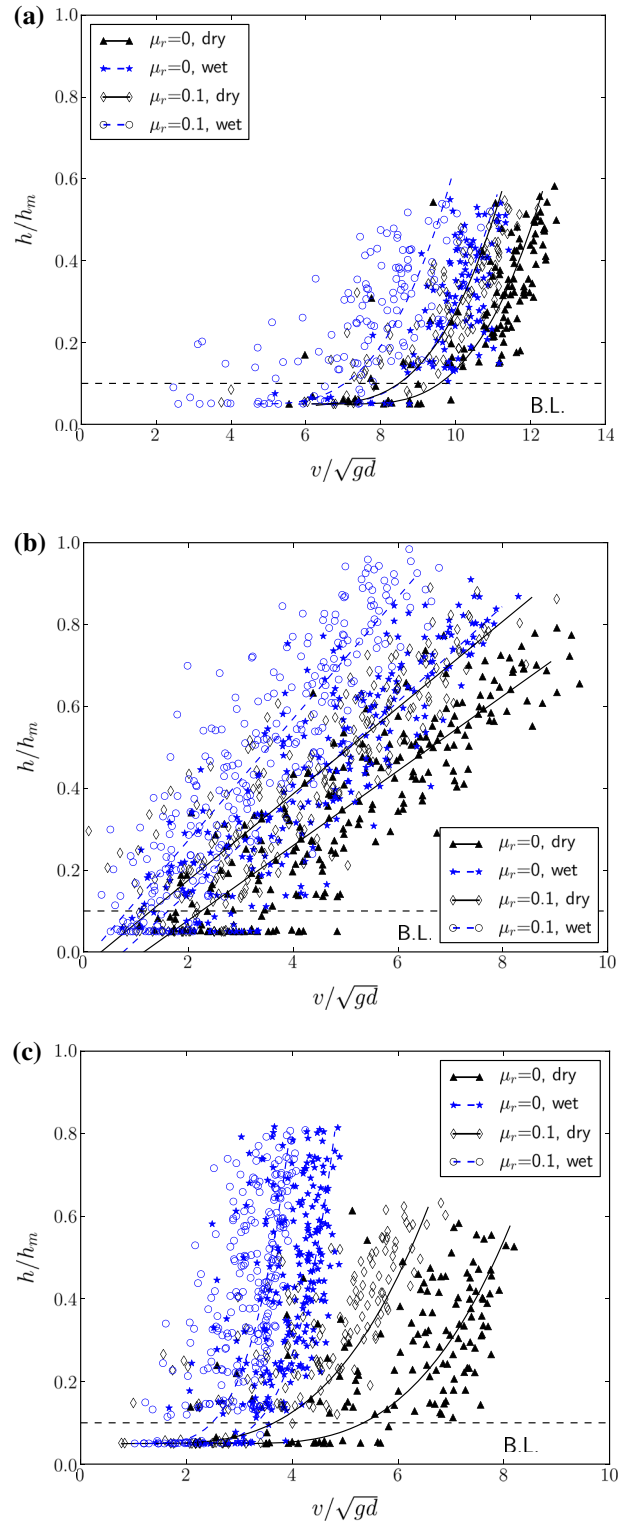 (a)
1.0
0.8
0.6
0.4
0.2
0.0
h/hₘ
μᵣ=0, dry
μᵣ=0, wet
μᵣ=0.1, dry
μᵣ=0.1, wet
B.L.
2 4 6 8 10 12 14
v/√gd
(b)
1.0
0.8
0.6
0.4
0.2
0.0
h/hₘ
μᵣ=0, dry
μᵣ=0, wet
μᵣ=0.1, dry
μᵣ=0.1, wet
B.L.
0 2 4 6 8 10
v/√gd
(c)
1.0
0.8
0.6
0.4
0.2
0.0
h/hₘ
μᵣ=0, dry
μᵣ=0, wet
μᵣ=0.1, dry
μᵣ=0.1, wet
B.L.
0 2 4 6 8 10
v/√gd